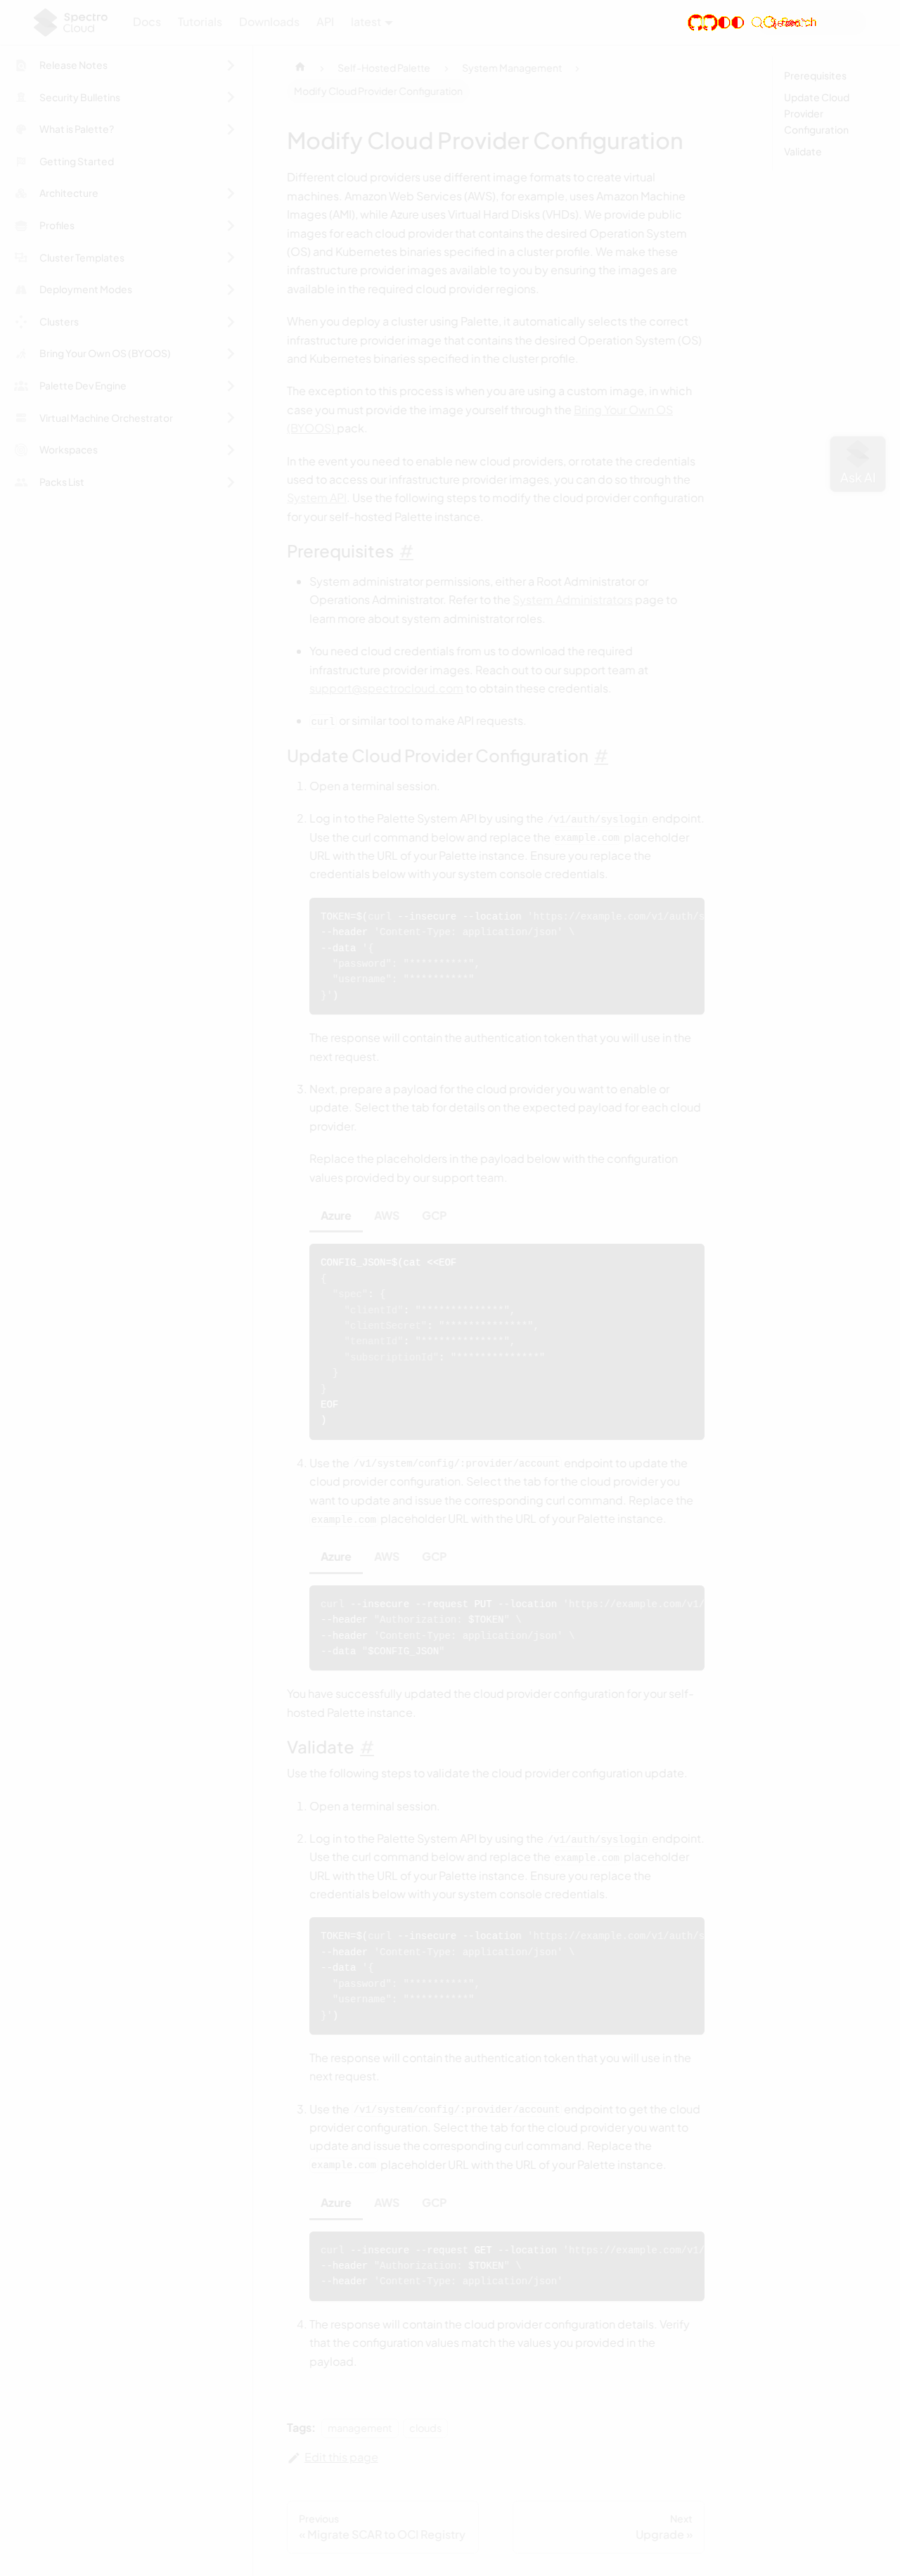 Spectro
Cloud
Docs Tutorials Downloads API latest
Release Notes
Security Bulletins
What is Palette?
Getting Started
Architecture
Profiles
Cluster Templates
Deployment Modes
Clusters
Bring Your Own OS (BYOOS)
Palette Dev Engine
Virtual Machine Orchestrator
Workspaces
Packs List
Self-Hosted Palette
System Management
Modify Cloud Provider Configuration
Modify Cloud Provider Configuration
Different cloud providers use different image formats to create virtual
machines. Amazon Web Services (AWS), for example, uses Amazon Machine
Images (AMI), while Azure uses Virtual Hard Disks (VHDs). We provide public
images for each cloud provider that contains the desired Operation System
(OS) and Kubernetes binaries specified in a cluster profile. We make these
infrastructure provider images available to you by ensuring the images are
available in the required cloud provider regions.
When you deploy a cluster using Palette, it automatically selects the correct
infrastructure provider image that contains the desired Operation System (OS)
and Kubernetes binaries specified in the cluster profile.
The exception to this process is when you are using a custom image, in which
case you must provide the image yourself through the Bring Your Own OS
(BYOOS) pack.
In the event you need to enable new cloud providers, or rotate the credentials
used to access our infrastructure provider images, you can do so through the
System API. Use the following steps to modify the cloud provider configuration
for your self-hosted Palette instance.
Prerequisites #
System administrator permissions, either a Root Administrator or
Operations Administrator. Refer to the System Administrators page to
learn more about system administrator roles.
You need cloud credentials from us to download the required
infrastructure provider images. Reach out to our support team at
support@spectrocloud.com to obtain these credentials.
curl or similar tool to make API requests.
Update Cloud Provider Configuration #
1. Open a terminal session.
2. Log in to the Palette System API by using the /v1/auth/syslogin endpoint.
Use the curl command below and replace the example.com placeholder
URL with the URL of your Palette instance. Ensure you replace the
credentials below with your system console credentials.
TOKEN=$(curl --insecure --location 'https://example.com/v1/auth/s
--header 'Content-Type: application/json' \
--data '{
"password": "**********",
"username": "**********"
}')
The response will contain the authentication token that you will use in the
next request.
3. Next, prepare a payload for the cloud provider you want to enable or
update. Select the tab for details on the expected payload for each cloud
provider.
Replace the placeholders in the payload below with the configuration
values provided by our support team.
Azure AWS GCP
CONFIG_JSON=$(cat <<EOF
{
"spec": {
"clientId": "***************",
"clientSecret": "***************",
"tenantId": "***************",
"subscriptionId": "***************"
}
}
EOF
)
4. Use the /v1/system/config/:provider/account endpoint to update the
cloud provider configuration. Select the tab for the cloud provider you
want to update and issue the corresponding curl command. Replace the
example.com placeholder URL with the URL of your Palette instance.
Azure AWS GCP
curl --insecure --request PUT --location 'https://example.com/v1/
--header "Authorization: $TOKEN" \
--header 'Content-Type: application/json' \
--data "$CONFIG_JSON"
You have successfully updated the cloud provider configuration for your self-
hosted Palette instance.
Validate #
Use the following steps to validate the cloud provider configuration update.
1. Open a terminal session.
2. Log in to the Palette System API by using the /v1/auth/syslogin endpoint.
Use the curl command below and replace the example.com placeholder
URL with the URL of your Palette instance. Ensure you replace the
credentials below with your system console credentials.
TOKEN=$(curl --insecure --location 'https://example.com/v1/auth/s
--header 'Content-Type: application/json' \
--data '{
"password": "**********",
"username": "**********"
}')
The response will contain the authentication token that you will use in the
next request.
3. Use the /v1/system/config/:provider/account endpoint to get the cloud
provider configuration. Select the tab for the cloud provider you want to
update and issue the corresponding curl command. Replace the
example.com placeholder URL with the URL of your Palette instance.
Azure AWS GCP
curl --insecure --request GET --location 'https://example.com/v1/
--header "Authorization: $TOKEN" \
--header 'Content-Type: application/json'
4. The response will contain the cloud provider configuration details. Verify
that the configuration values match the values you provided in the
payload.
Tags: management clouds
Edit this page
Previous
« Migrate SCAR to OCI Registry
Next
Upgrade »
Prerequisites
Update Cloud
Provider
Configuration
Validate
Ask AI